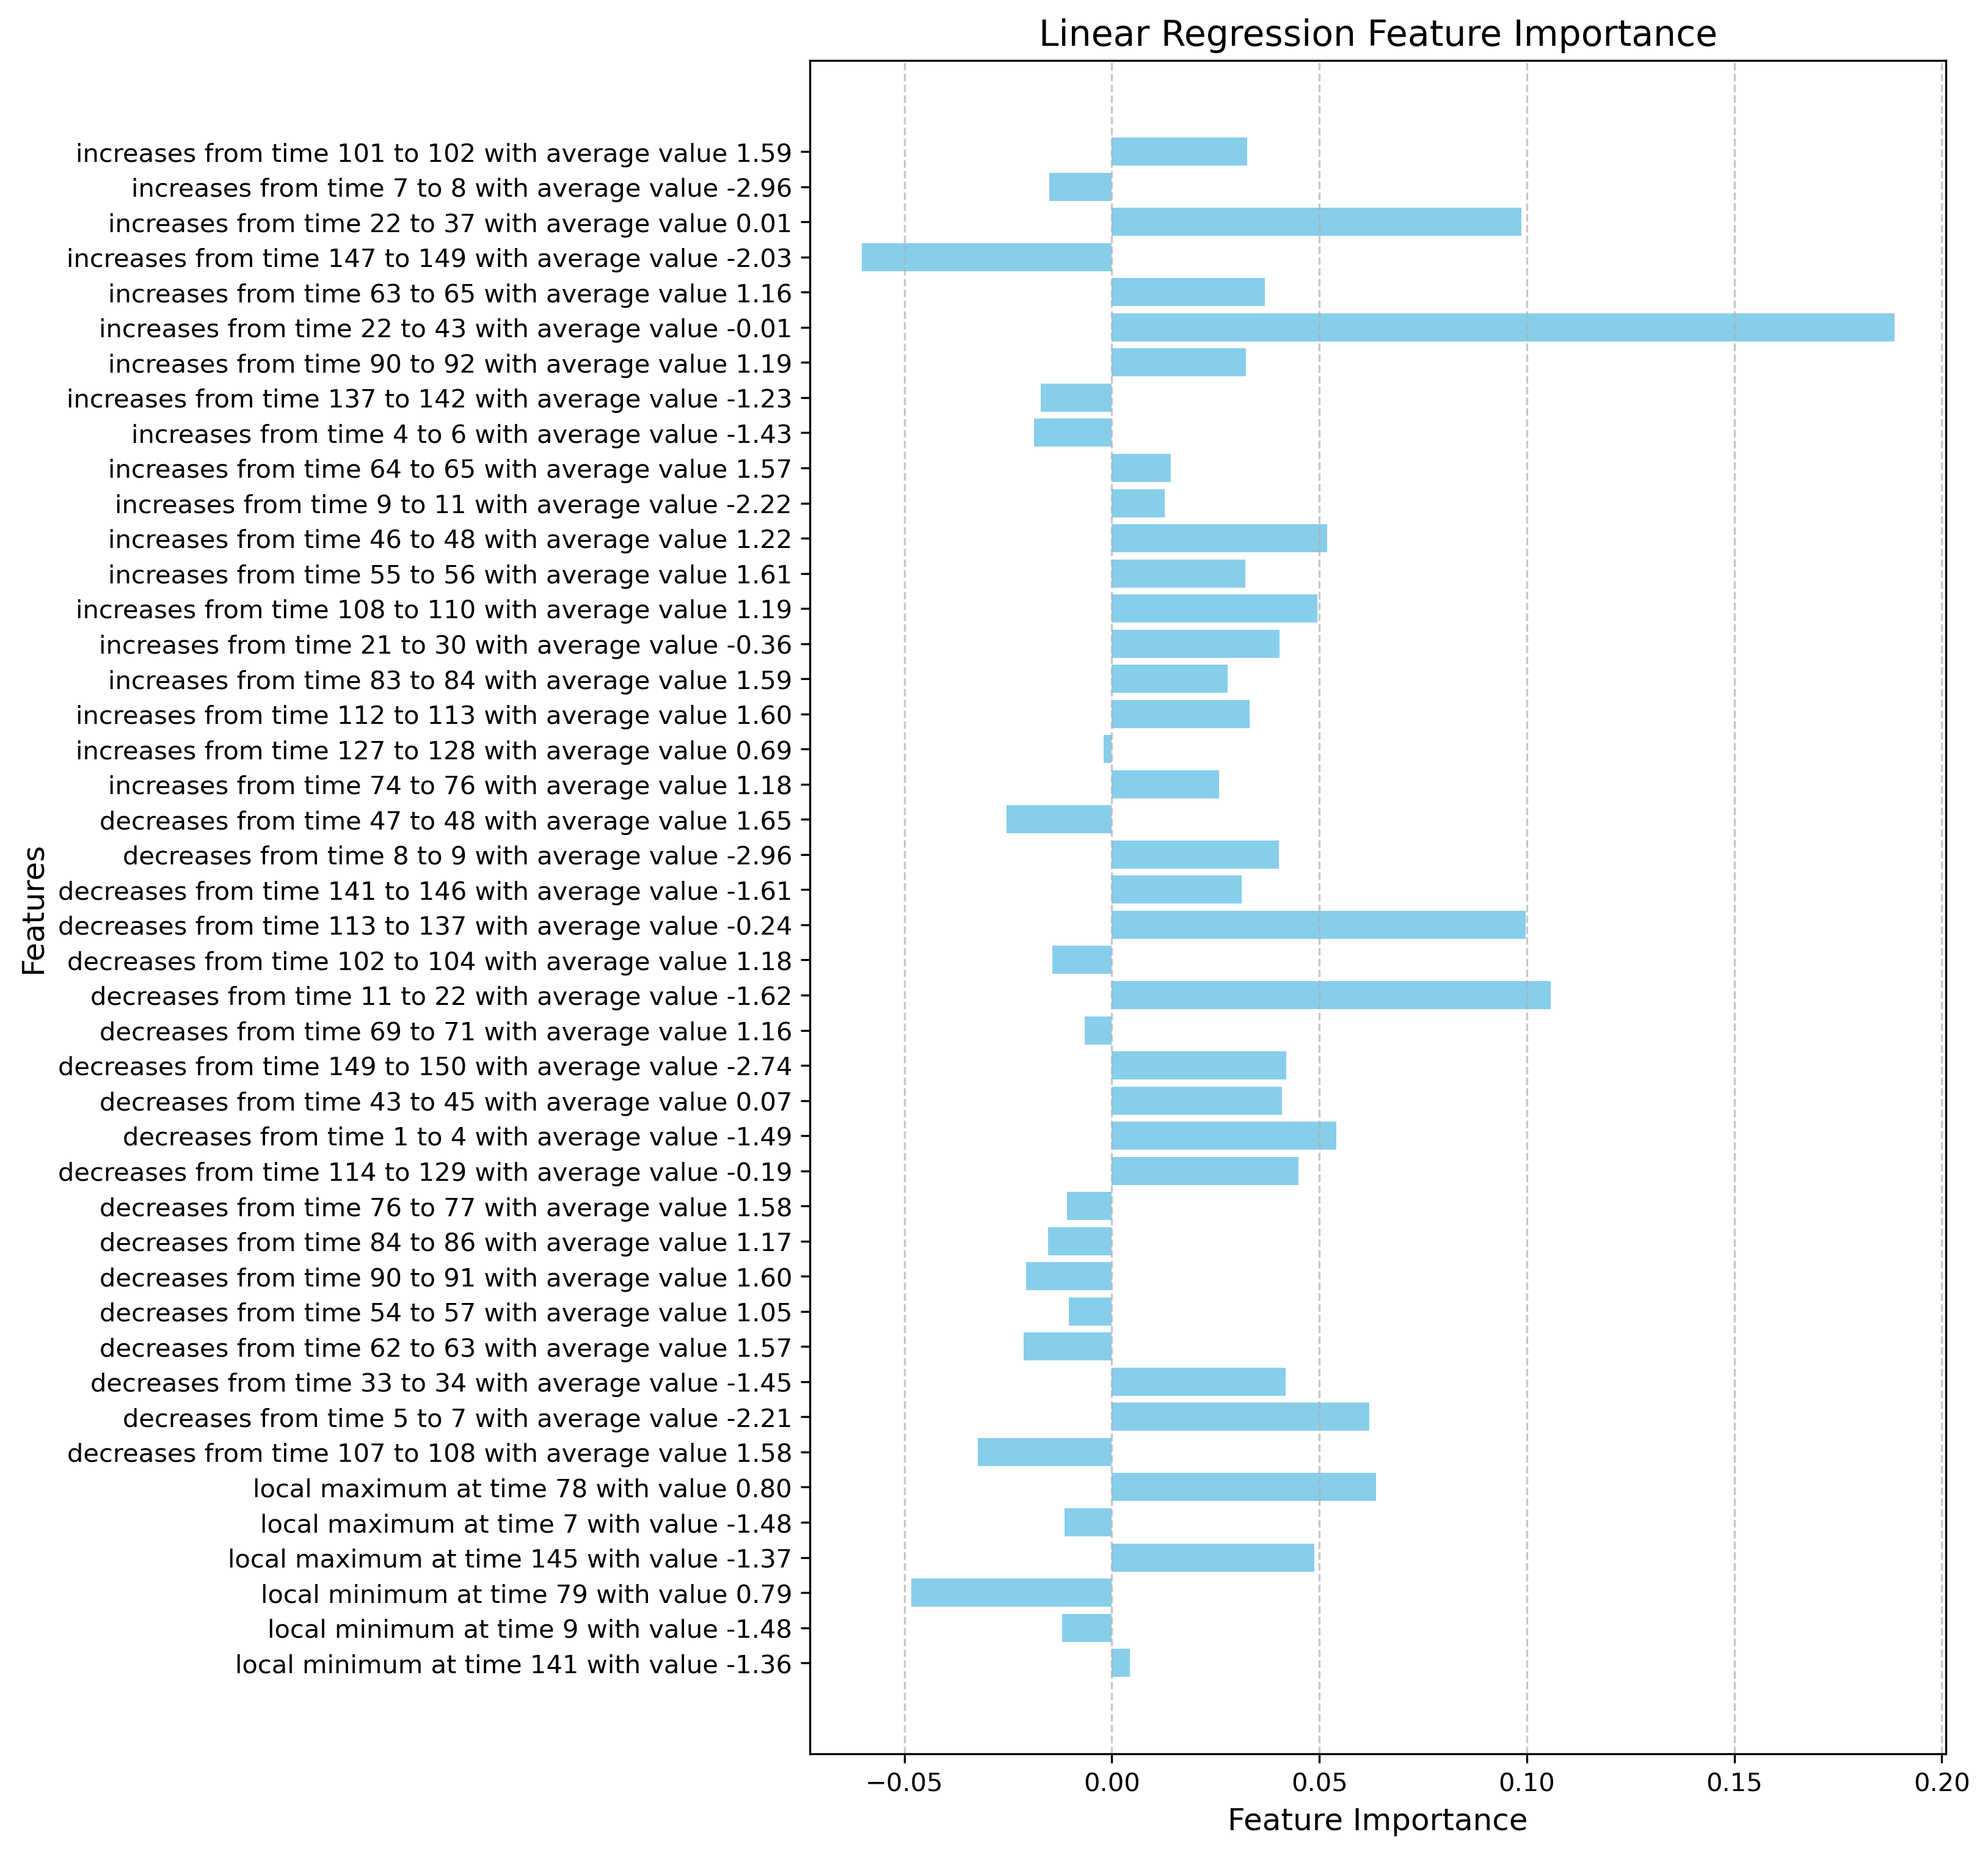 Linear Regression Feature Importance
increases from time 101 to 102 with average value 1.59
increases from time 7 to 8 with average value -2.96
increases from time 22 to 37 with average value 0.01
increases from time 147 to 149 with average value -2.03
increases from time 63 to 65 with average value 1.16
increases from time 22 to 43 with average value -0.01
increases from time 90 to 92 with average value 1.19
increases from time 137 to 142 with average value -1.23
increases from time 4 to 6 with average value -1.43
increases from time 64 to 65 with average value 1.57
increases from time 9 to 11 with average value -2.22
increases from time 46 to 48 with average value 1.22
increases from time 55 to 56 with average value 1.61
increases from time 108 to 110 with average value 1.19
increases from time 21 to 30 with average value -0.36
increases from time 83 to 84 with average value 1.59
increases from time 112 to 113 with average value 1.60
increases from time 127 to 128 with average value 0.69
increases from time 74 to 76 with average value 1.18
decreases from time 47 to 48 with average value 1.65
decreases from time 8 to 9 with average value -2.96
decreases from time 141 to 146 with average value -1.61
decreases from time 113 to 137 with average value -0.24
decreases from time 102 to 104 with average value 1.18
decreases from time 11 to 22 with average value -1.62
decreases from time 69 to 71 with average value 1.16
decreases from time 149 to 150 with average value -2.74
decreases from time 43 to 45 with average value 0.07
decreases from time 1 to 4 with average value -1.49
decreases from time 114 to 129 with average value -0.19
decreases from time 76 to 77 with average value 1.58
decreases from time 84 to 86 with average value 1.17
decreases from time 90 to 91 with average value 1.60
decreases from time 54 to 57 with average value 1.05
decreases from time 62 to 63 with average value 1.57
decreases from time 33 to 34 with average value -1.45
decreases from time 5 to 7 with average value -2.21
decreases from time 107 to 108 with average value 1.58
local maximum at time 78 with value 0.80
local maximum at time 7 with value -1.48
local maximum at time 145 with value -1.37
local minimum at time 79 with value 0.79
local minimum at time 9 with value -1.48
local minimum at time 141 with value -1.36
Features
−0.05 0.00 0.05 0.10 0.15 0.20
Feature Importance